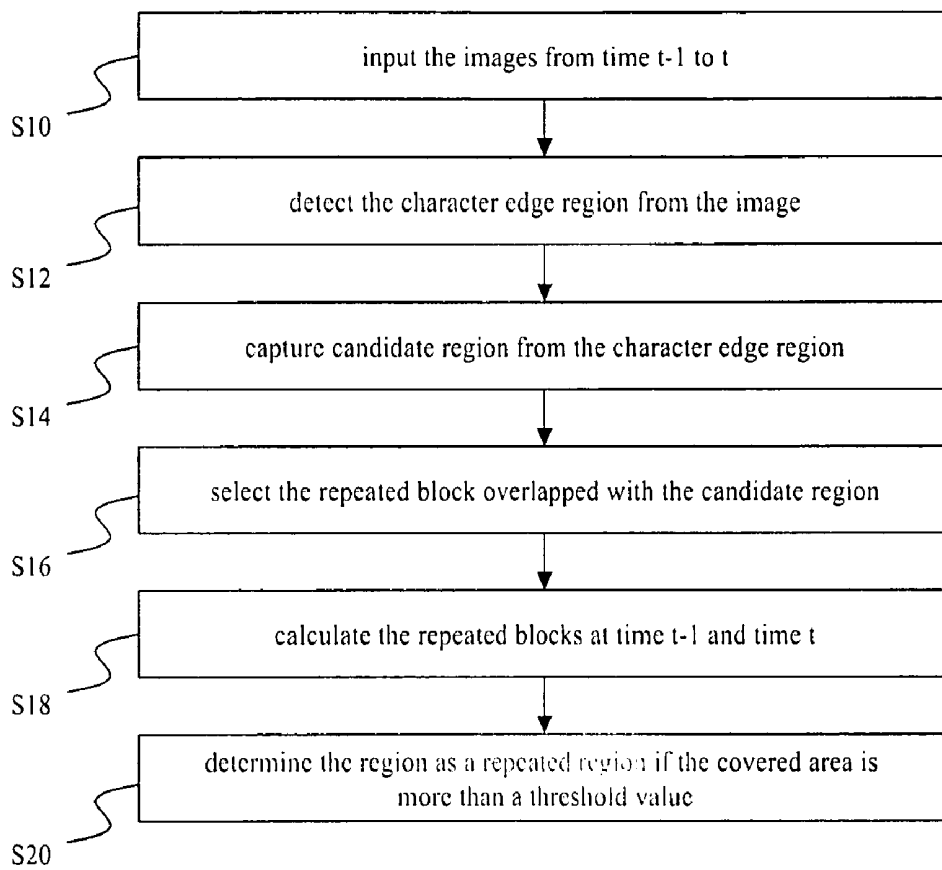 input the images from time t-1 to t
S10
detect the character edge region from the image
S12
capture candidate region from the character edge region
S14
select the repeated block overlapped with the candidate region
S16
calculate the repeated blocks at time t-1 and time t
S18
determine the region as a repeated region if the covered area is
more than a threshold value
S20